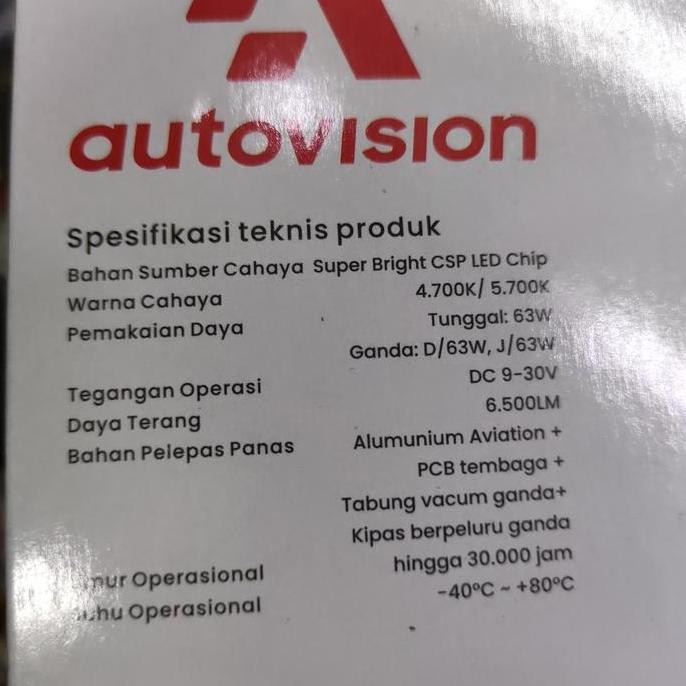 autovision
Spesifikasi teknis produk
Bahan Sumber Cahaya Super Bright CSP LED Chip
Warna Cahaya 4.700K/ 5.700K
Pemakaian Daya Tunggal: 63W
Ganda: D/63W, J/63W
Tegangan Operasi DC 9-30V
Daya Terang 6.500LM
Bahan Pelepas Panas Alumunium Aviation +
PCB tembaga +
Tabung vacum ganda+
Kipas berpeluru ganda
Operasional hingga 30.000 jam
Operasional -40°C ~ +80°C